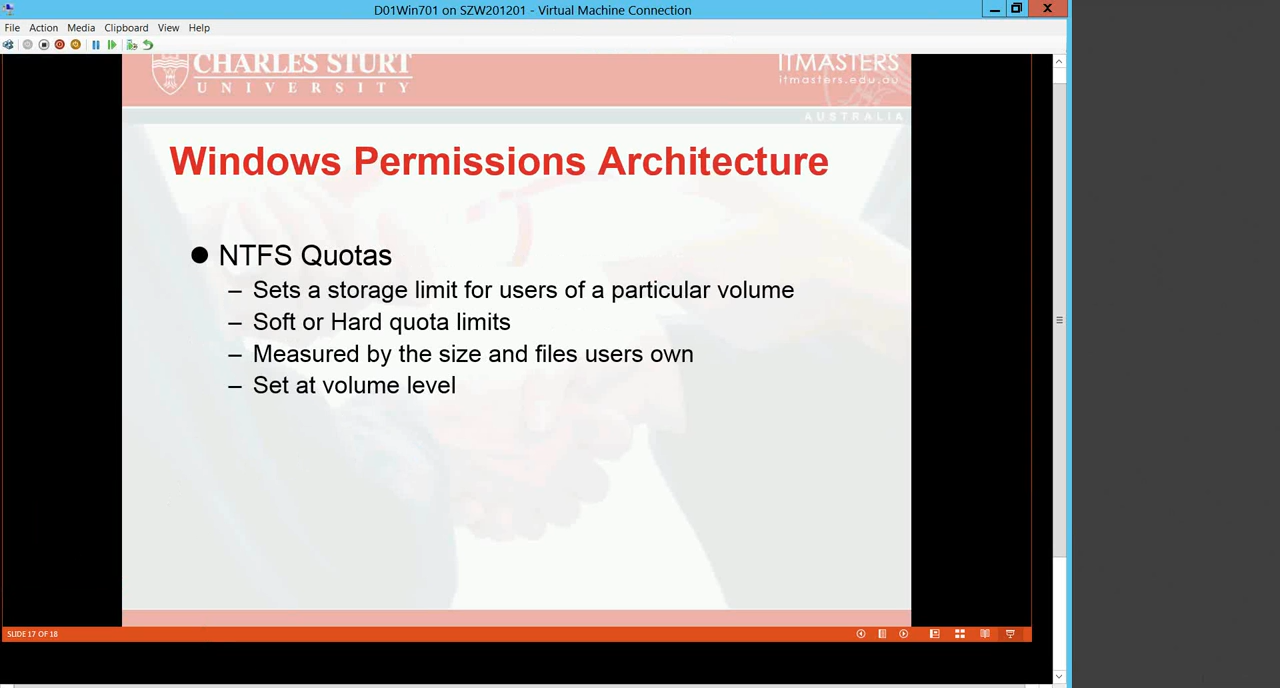 D01Win701 on SZW201201 - Virtual Machine Connection
File Action Media Clipboard View Help
CHARLES STURT
UNIVERSITY
ITMASTERS
itmasters.edu.au
AUSTRALIA
Windows Permissions Architecture
● NTFS Quotas
– Sets a storage limit for users of a particular volume
– Soft or Hard quota limits
– Measured by the size and files users own
– Set at volume level
SLIDE 17 OF 18